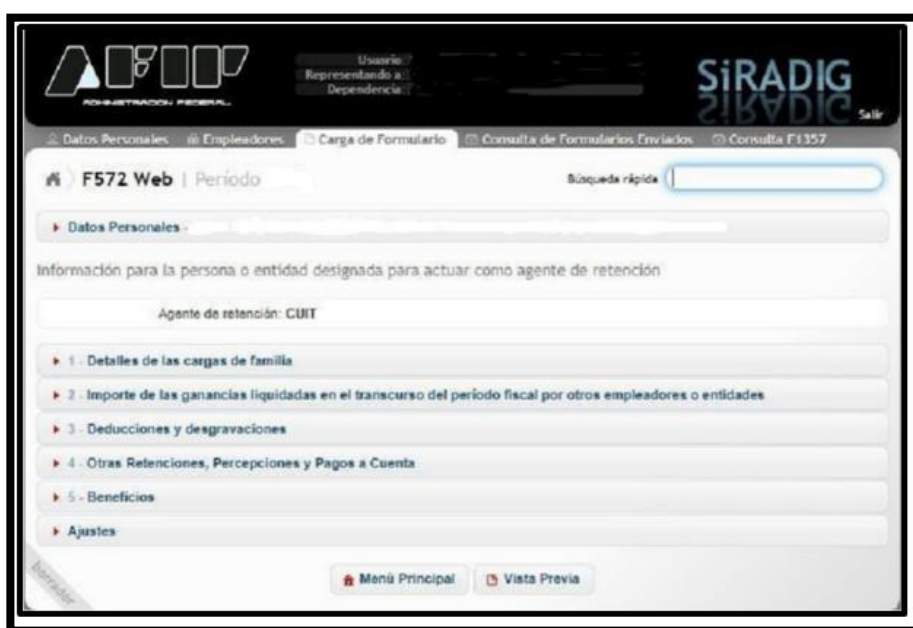 AFIP
ADMINISTRACION FEDERAL
Usuario:
Representando a:
Dependencia:
SiRADIG
Salir
Datos Personales Empleadores Carga de Formulario Consulta de Formularios Enviados Consulta F1357
F572 Web | Período
Búsqueda rápida
Datos Personales -
Información para la persona o entidad designada para actuar como agente de retención
Agente de retención: CUIT
1 - Detalles de las cargas de familia
2 - Importe de las ganancias liquidadas en el transcurso del período fiscal por otros empleadores o entidades
3 - Deducciones y desgravaciones
4 - Otras Retenciones, Percepciones y Pagos a Cuenta
5 - Beneficios
Ajustes
borrador
Menú Principal Vista Previa